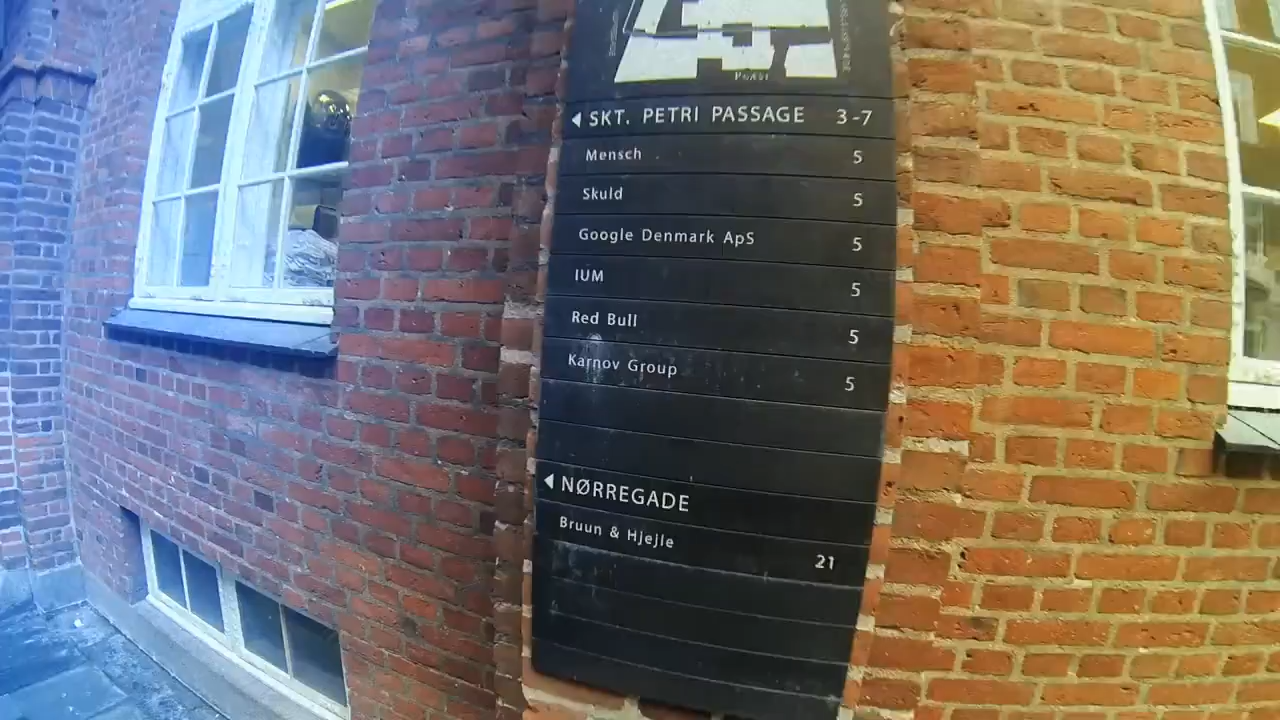 ◀ SKT. PETRI PASSAGE 3-7
Mensch 5
Skuld 5
Google Denmark ApS 5
IUM 5
Red Bull 5
Karnov Group 5
◀ NØRREGADE
Bruun & Hjejle 21